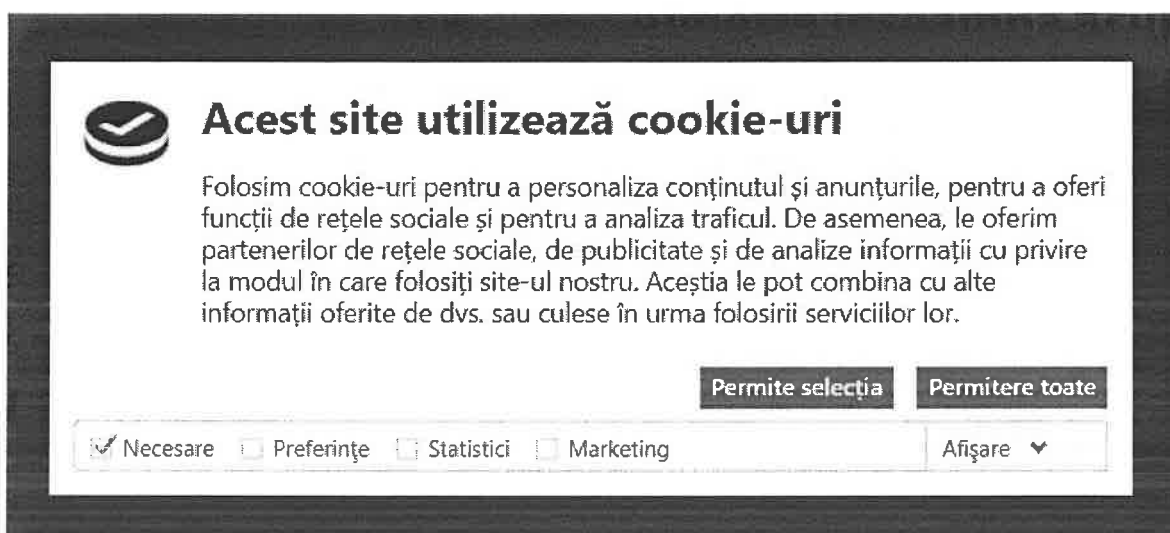 Acest site utilizează cookie-uri
Folosim cookie-uri pentru a personaliza conținutul și anunțurile, pentru a oferi
funcții de rețele sociale și pentru a analiza traficul. De asemenea, le oferim
partenerilor de rețele sociale, de publicitate și de analize informații cu privire
la modul în care folosiți site-ul nostru. Aceștia le pot combina cu alte
informații oferite de dvs. sau culese în urma folosirii serviciilor lor.
Permite selecția Permitere toate
Necesare Preferințe Statistici Marketing Afișare